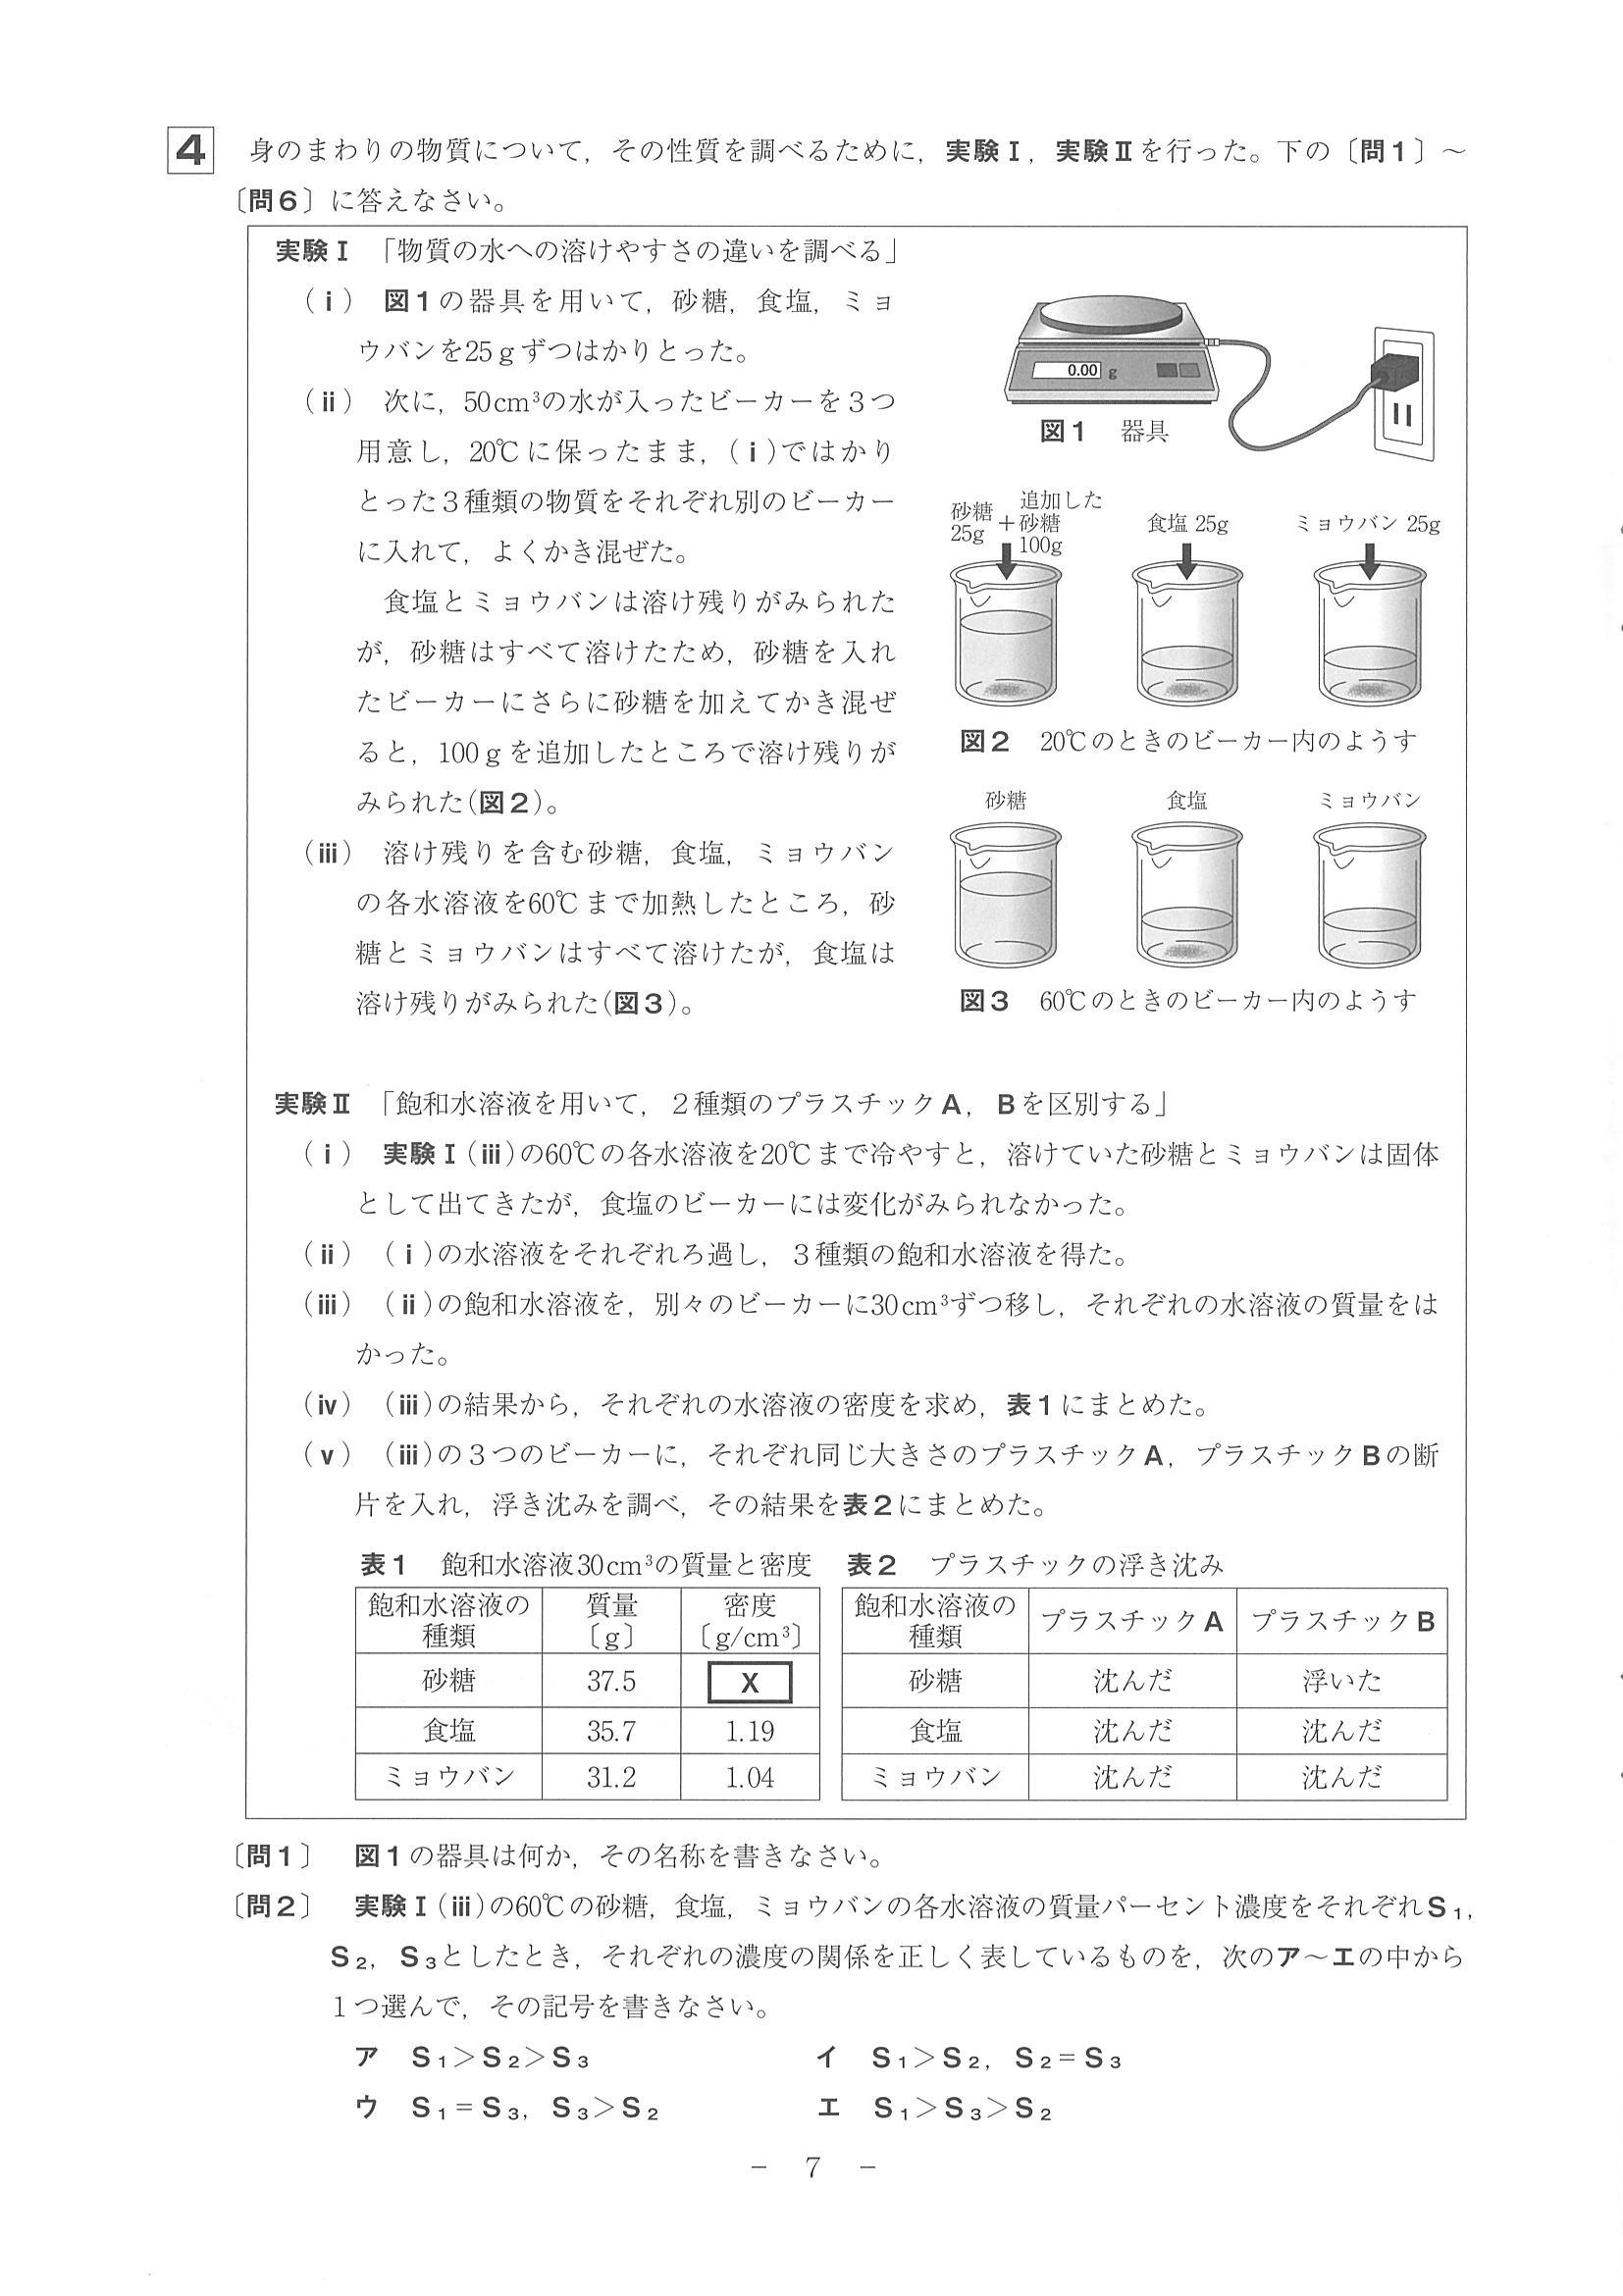 4 身のまわりの物質について，その性質を調べるために，実験Ⅰ，実験Ⅱを行った。下の〔問１〕～
〔問６〕に答えなさい。
実験Ⅰ 「物質の水への溶けやすさの違いを調べる」
（ⅰ） 図１の器具を用いて，砂糖，食塩，ミョ
ウバンを25gずつはかりとった。
（ⅱ） 次に，50cm³の水が入ったビーカーを３つ
用意し，20℃に保ったまま，（ⅰ）ではかり
とった３種類の物質をそれぞれ別のビーカー
に入れて，よくかき混ぜた。
食塩とミョウバンは溶け残りがみられた
が，砂糖はすべて溶けたため，砂糖を入れ
たビーカーにさらに砂糖を加えてかき混ぜ
ると，100gを追加したところで溶け残りが
みられた（図２）。
（ⅲ） 溶け残りを含む砂糖，食塩，ミョウバン
の各水溶液を60℃まで加熱したところ，砂
糖とミョウバンはすべて溶けたが，食塩は
溶け残りがみられた（図３）。
0.00 g
図１ 器具
砂糖 25g ＋ 追加した砂糖 100g
食塩 25g
ミョウバン 25g
図２ 20℃のときのビーカー内のようす
砂糖 食塩 ミョウバン
図３ 60℃のときのビーカー内のようす
実験Ⅱ 「飽和水溶液を用いて，２種類のプラスチックA，Bを区別する」
（ⅰ） 実験Ⅰ（ⅲ）の60℃の各水溶液を20℃まで冷やすと，溶けていた砂糖とミョウバンは固体
として出てきたが，食塩のビーカーには変化がみられなかった。
（ⅱ） （ⅰ）の水溶液をそれぞれろ過し，３種類の飽和水溶液を得た。
（ⅲ） （ⅱ）の飽和水溶液を，別々のビーカーに30cm³ずつ移し，それぞれの水溶液の質量をは
かった。
（ⅳ） （ⅲ）の結果から，それぞれの水溶液の密度を求め，表１にまとめた。
（ⅴ） （ⅲ）の３つのビーカーに，それぞれ同じ大きさのプラスチックA，プラスチックBの断
片を入れ，浮き沈みを調べ，その結果を表２にまとめた。
表１ 飽和水溶液30cm³の質量と密度
飽和水溶液の種類 質量〔g〕 密度〔g/cm³〕
砂糖 37.5 X
食塩 35.7 1.19
ミョウバン 31.2 1.04
表２ プラスチックの浮き沈み
飽和水溶液の種類 プラスチックA プラスチックB
砂糖 沈んだ 浮いた
食塩 沈んだ 沈んだ
ミョウバン 沈んだ 沈んだ
〔問１〕 図１の器具は何か，その名称を書きなさい。
〔問２〕 実験Ⅰ（ⅲ）の60℃の砂糖，食塩，ミョウバンの各水溶液の質量パーセント濃度をそれぞれS₁，
S₂，S₃としたとき，それぞれの濃度の関係を正しく表しているものを，次のア～エの中から
１つ選んで，その記号を書きなさい。
ア S₁＞S₂＞S₃ イ S₁＞S₂，S₂＝S₃
ウ S₁＝S₃，S₃＞S₂ エ S₁＞S₃＞S₂
－ 7 －